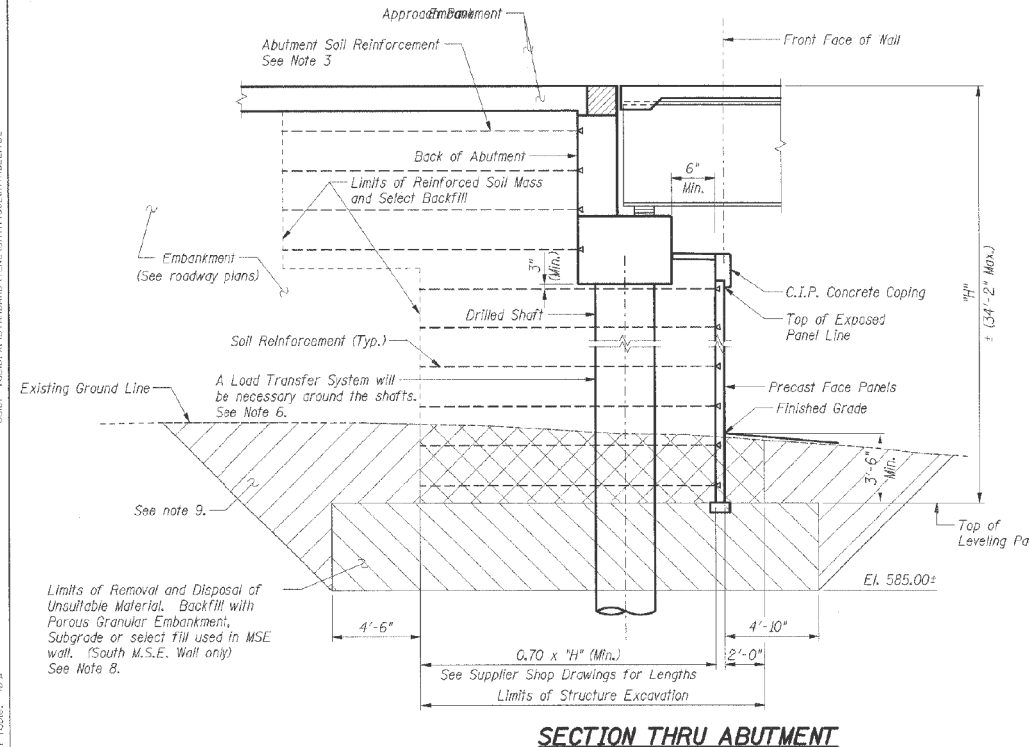 Embankment
Abutment Soil Reinforcement
See Note 3
Front Face of Wall
Back of Abutment
6"
Min.
Limits of Reinforced Soil Mass
and Select Backfill
Embankment
(See roadway plans)
3"
(Min.)
C.I.P. Concrete Coping
"H"
± (34'-2" Max.)
Drilled Shaft
Top of Exposed
Panel Line
Soil Reinforcement (Typ.)
A Load Transfer System will
be necessary around the shafts.
See Note 6.
Precast Face Panels
Existing Ground Line
Finished Grade
3'-6"
Min.
See note 9.
Top of
Leveling Pa
El. 585.00±
Limits of Removal and Disposal of
Unsuitable Material. Backfill with
Porous Granular Embankment,
Subgrade or select fill used in MSE
wall. (South M.S.E. Wall only)
See Note 8.
4'-6"
4'-10"
0.70 x "H" (Min.)
2'-0"
See Supplier Shop Drawings for Lengths
Limits of Structure Excavation
SECTION THRU ABUTMENT